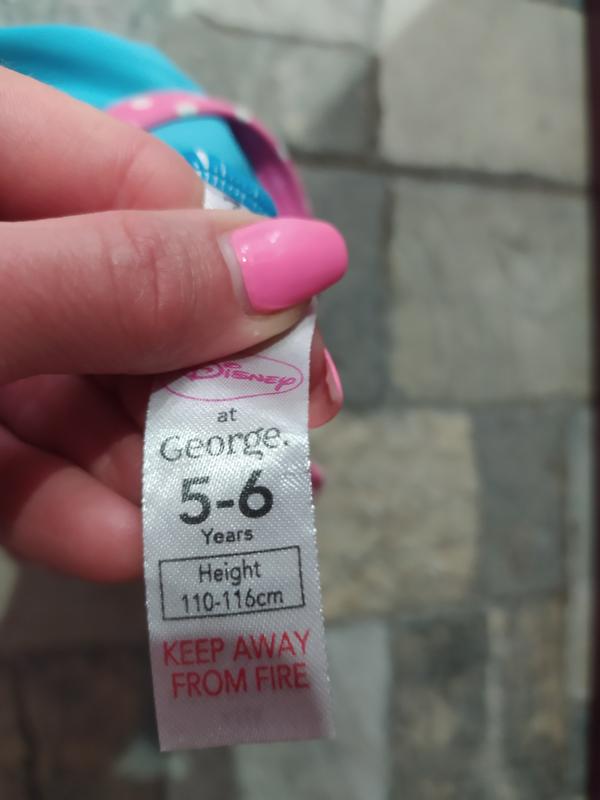 Disney
at
George.
5-6
Years
Height
110-116cm
KEEP AWAY
FROM FIRE